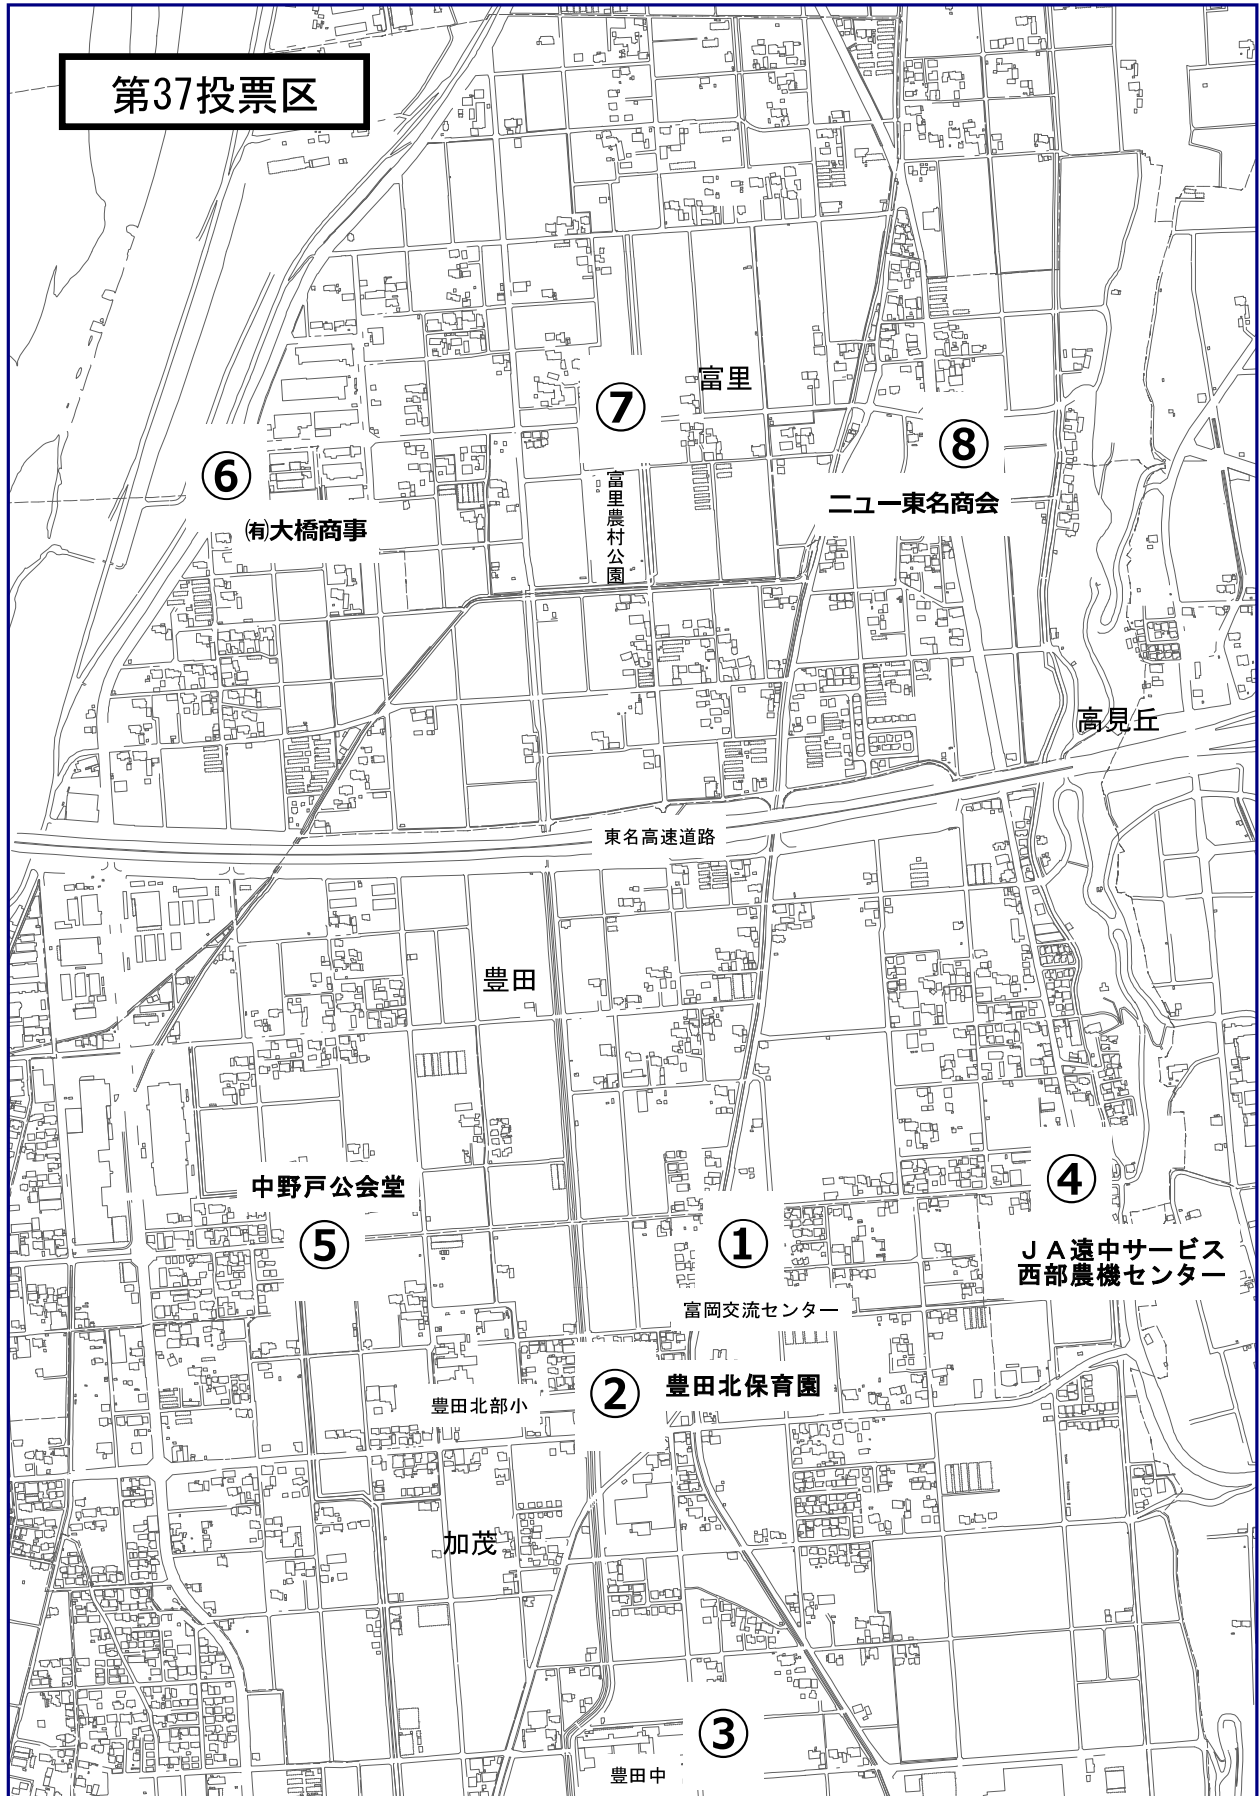 第37投票区
⑦
富里
⑧
⑥
ニュー東名商会
㈲大橋商事
富里農村公園
高見丘
東名高速道路
豊田
中野戸公会堂
⑤
①
④
ＪＡ遠中サービス
西部農機センター
富岡交流センター
②
豊田北保育園
豊田北部小
加茂
③
豊田中